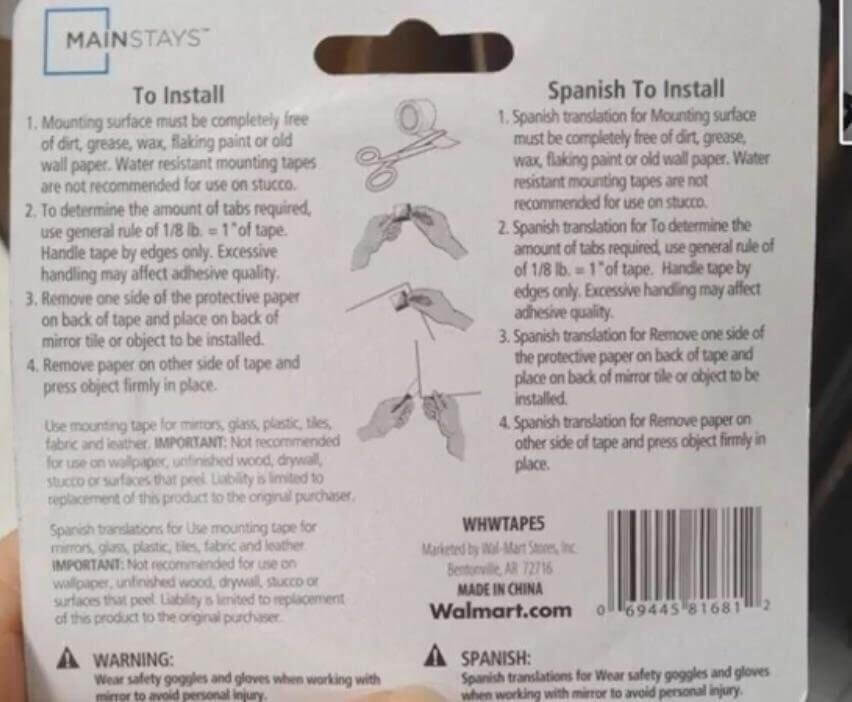 MAINSTAYS™
To Install
1. Mounting surface must be completely free
of dirt, grease, wax, flaking paint or old
wall paper. Water resistant mounting tapes
are not recommended for use on stucco.
2. To determine the amount of tabs required,
use general rule of 1/8 lb. = 1" of tape.
Handle tape by edges only. Excessive
handling may affect adhesive quality.
3. Remove one side of the protective paper
on back of tape and place on back of
mirror tile or object to be installed.
4. Remove paper on other side of tape and
press object firmly in place.
Use mounting tape for mirrors, glass, plastic, tiles,
fabric and leather. IMPORTANT: Not recommended
for use on wallpaper, unfinished wood, drywall,
stucco or surfaces that peel. Liability is limited to
replacement of this product to the original purchaser.
Spanish translations for Use mounting tape for
mirrors, glass, plastic, tiles, fabric and leather.
IMPORTANT: Not recommended for use on
wallpaper, unfinished wood, drywall, stucco or
surfaces that peel. Liability is limited to replacement
of this product to the original purchaser.
WARNING:
Wear safety goggles and gloves when working with
mirror to avoid personal injury.
Spanish To Install
1. Spanish translation for Mounting surface
must be completely free of dirt, grease,
wax, flaking paint or old wall paper. Water
resistant mounting tapes are not
recommended for use on stucco.
2. Spanish translation for To determine the
amount of tabs required, use general rule of
of 1/8 lb. = 1" of tape. Handle tape by
edges only. Excessive handling may affect
adhesive quality.
3. Spanish translation for Remove one side of
the protective paper on back of tape and
place on back of mirror tile or object to be
installed.
4. Spanish translation for Remove paper on
other side of tape and press object firmly in
place.
WHWTAPE5
Marketed by Wal-Mart Stores, Inc.
Bentonville, AR 72716
MADE IN CHINA
Walmart.com
0 69445 81681 2
SPANISH:
Spanish translations for Wear safety goggles and gloves
when working with mirror to avoid personal injury.